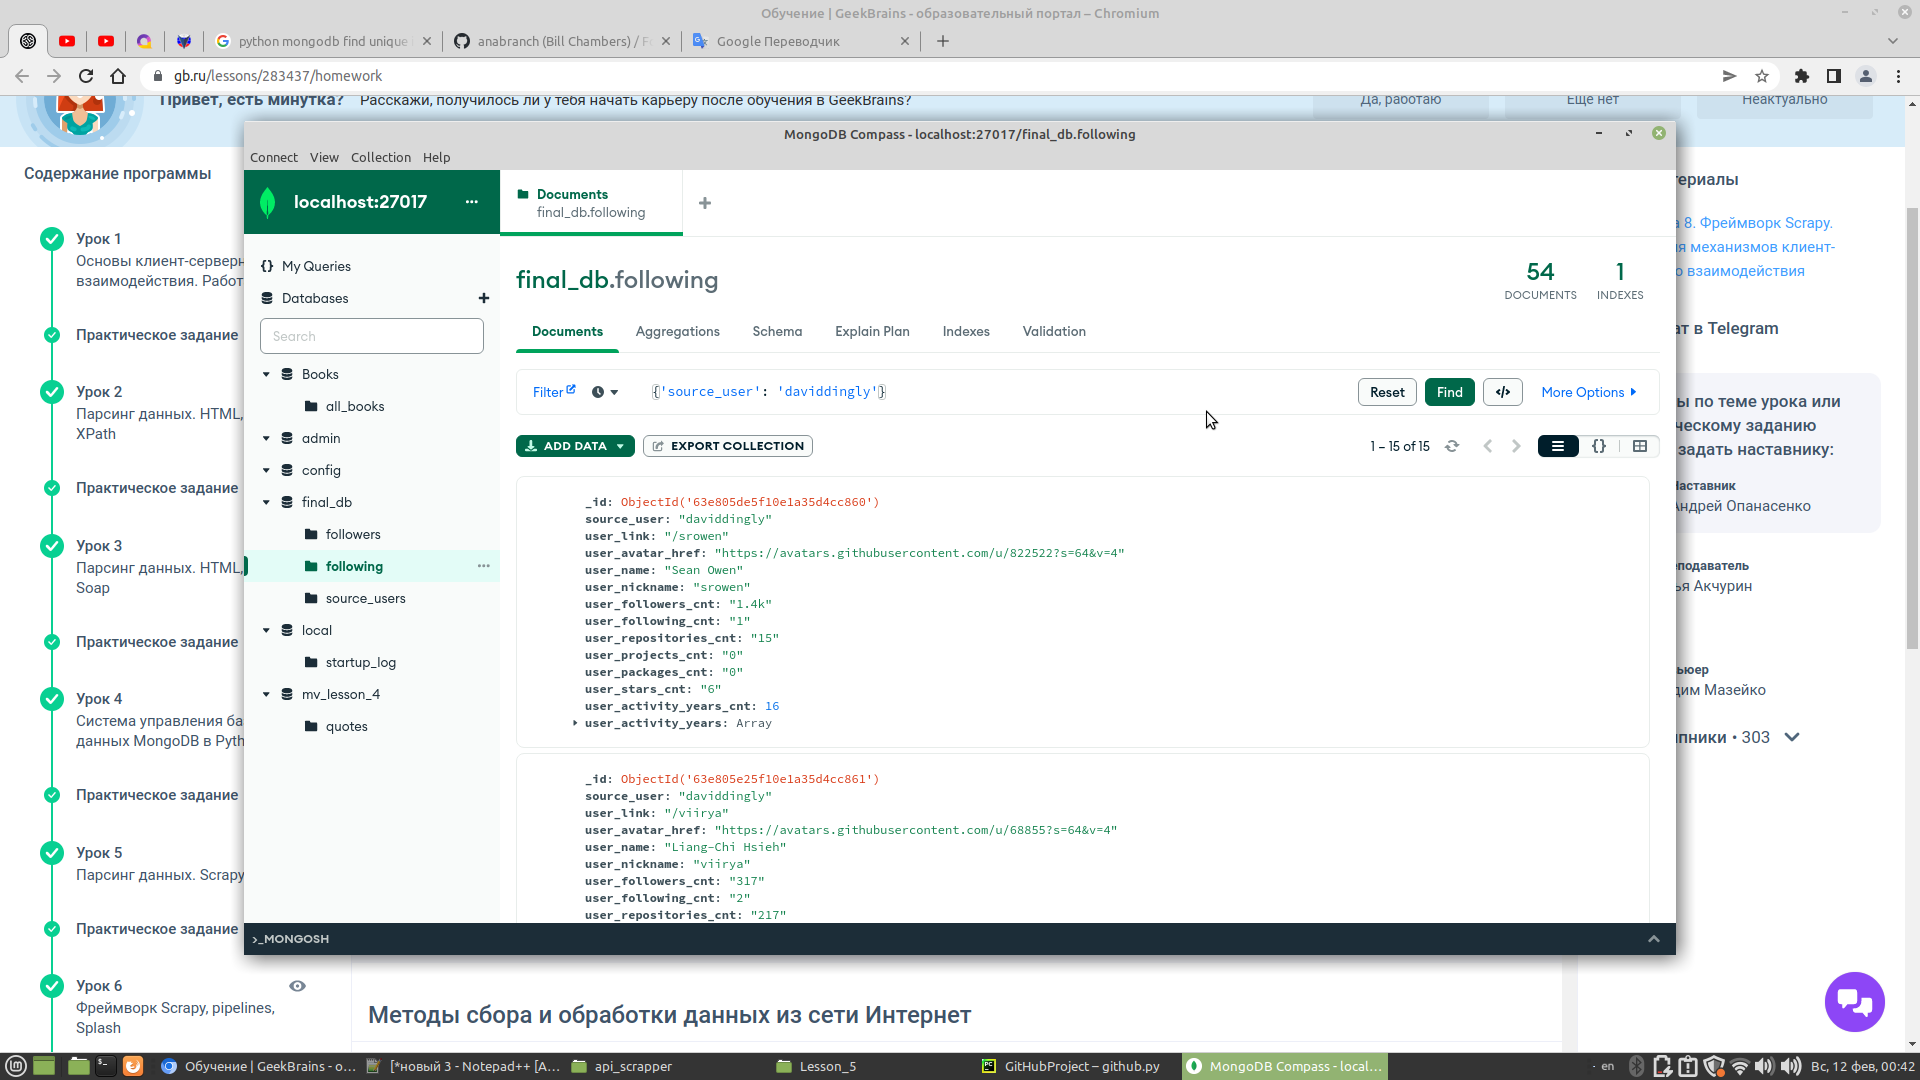 Обучение | GeekBrains - образовательный портал – Chromium
python mongodb find unique
anabranch (Bill Chambers) / Fo
Google Переводчик
gb.ru/lessons/283437/homework
Привет, есть минутка? Расскажи, получилось ли у тебя начать карьеру после обучения в GeekBrains?
Да, работаю
Еще нет
Неактуально
Содержание программы
Урок 1
Основы клиент-серверн
взаимодействия. Работ
Практическое задание
Урок 2
Парсинг данных. HTML,
XPath
Практическое задание
Урок 3
Парсинг данных. HTML,
Soap
Практическое задание
Урок 4
Система управления ба
данных MongoDB в Pyth
Практическое задание
Урок 5
Парсинг данных. Scrapy
Практическое задание
Урок 6
Фреймворк Scrapy, pipelines,
Splash
MongoDB Compass - localhost:27017/final_db.following
Connect View Collection Help
localhost:27017 ...
Documents
final_db.following
My Queries
Databases
Search
Books
all_books
admin
config
final_db
followers
following
source_users
local
startup_log
mv_lesson_4
quotes
final_db.following
54
DOCUMENTS
1
INDEXES
Documents Aggregations Schema Explain Plan Indexes Validation
Filter
{'source_user': 'daviddingly'}
Reset
Find
</>
More Options
ADD DATA
EXPORT COLLECTION
1 – 15 of 15
{}
_id: ObjectId('63e805de5f10e1a35d4cc860')
source_user: "daviddingly"
user_link: "/srowen"
user_avatar_href: "https://avatars.githubusercontent.com/u/822522?s=64&v=4"
user_name: "Sean Owen"
user_nickname: "srowen"
user_followers_cnt: "1.4k"
user_following_cnt: "1"
user_repositories_cnt: "15"
user_projects_cnt: "0"
user_packages_cnt: "0"
user_stars_cnt: "6"
user_activity_years_cnt: 16
user_activity_years: Array
_id: ObjectId('63e805e25f10e1a35d4cc861')
source_user: "daviddingly"
user_link: "/viirya"
user_avatar_href: "https://avatars.githubusercontent.com/u/68855?s=64&v=4"
user_name: "Liang-Chi Hsieh"
user_nickname: "viirya"
user_followers_cnt: "317"
user_following_cnt: "2"
user_repositories_cnt: "217"
>_MONGOSH
ериалы
8. Фреймворк Scrapy.
я механизмов клиент-
о взаимодействия
ат в Telegram
ы по теме урока или
ческому заданию
задать наставнику:
Наставник
Андрей Опанасенко
еподаватель
ья Акчурин
ьюер
дим Мазейко
пники • 303
Методы сбора и обработки данных из сети Интернет
Обучение | GeekBrains - о...
[*новый 3 - Notepad++ [A...
api_scrapper
Lesson_5
GitHubProject – github.py
MongoDB Compass - local...
en
Вс, 12 фев, 00:42